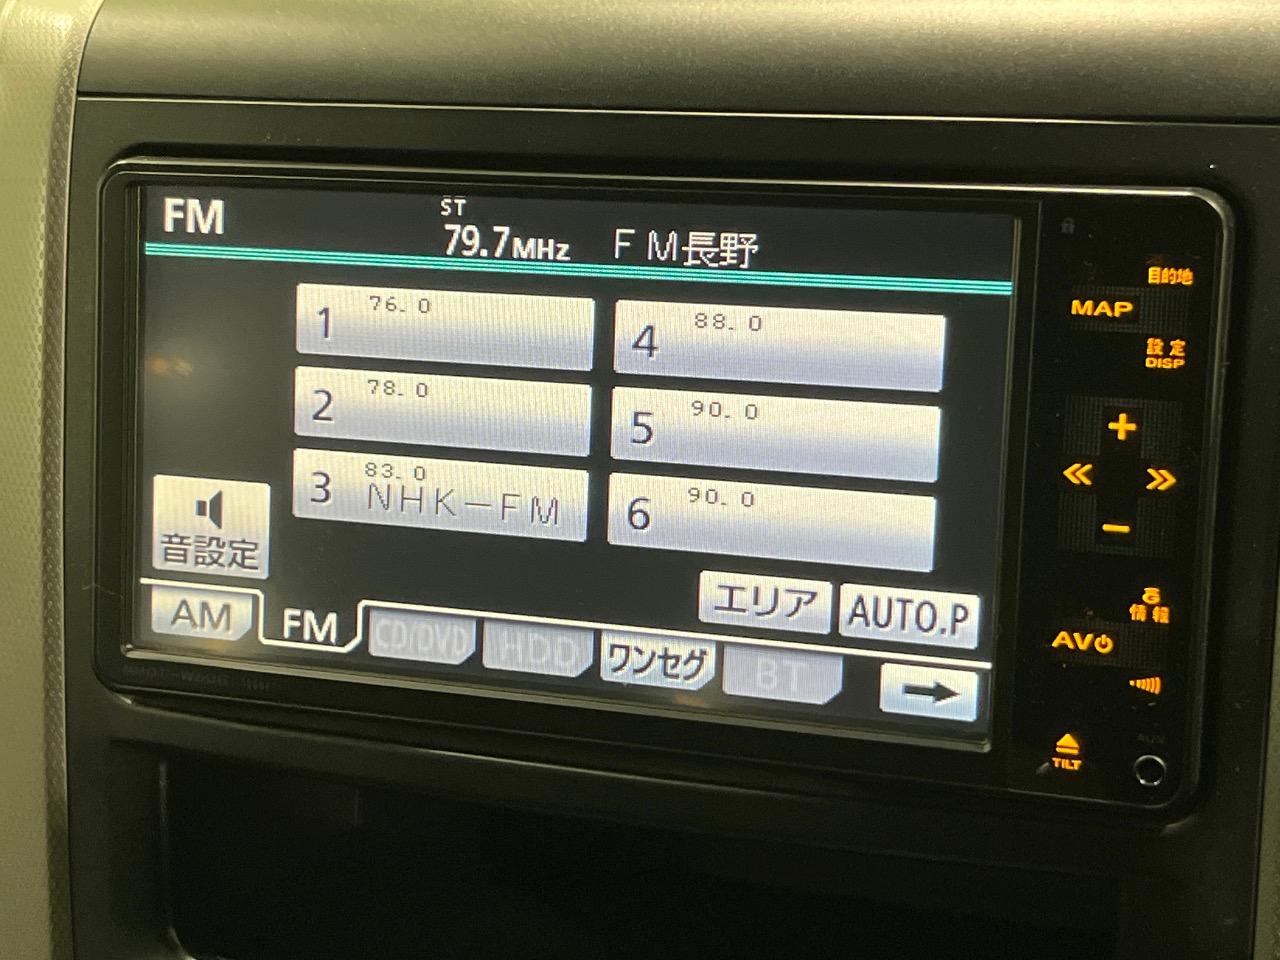 FM
ST
79.7MHz ＦＭ長野
1 76.0
2 78.0
3 83.0
NHK－FM
4 88.0
5 90.0
6 90.0
音設定
エリア
AUTO.P
AM
FM
CD/DVD
HDD
ワンセグ
BT
目的地
MAP
設定
DISP
情報
AV
TILT
AUX